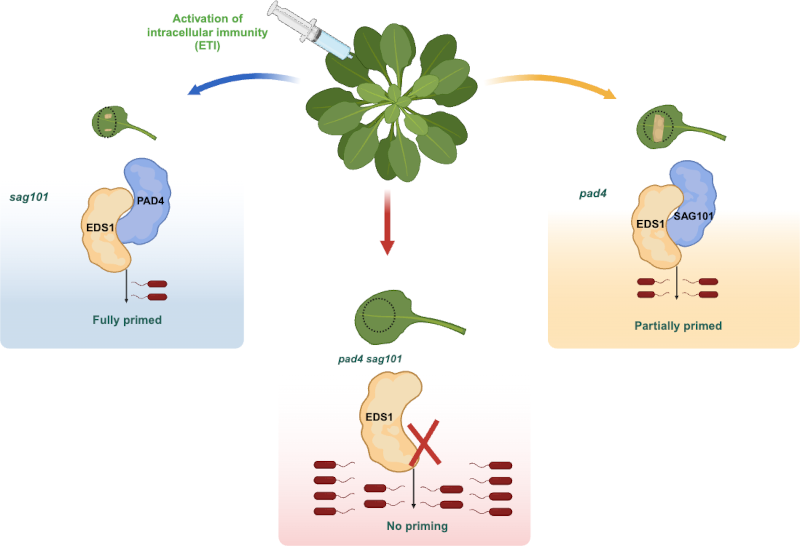 Activation of
intracellular immunity
(ETI)
sag101
PAD4
EDS1
Fully primed
pad4
EDS1
SAG101
Partially primed
pad4 sag101
EDS1
No priming